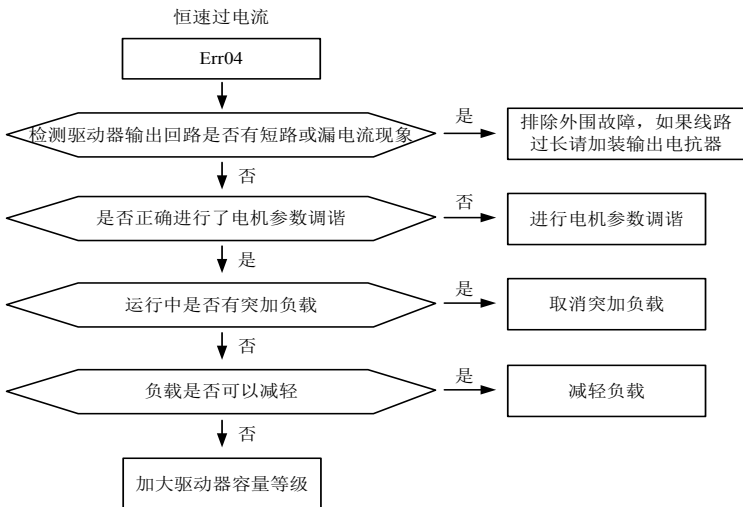 恒速过电流
Err04
检测驱动器输出回路是否有短路或漏电流现象
是
排除外围故障，如果线路
过长请加装输出电抗器
否
是否正确进行了电机参数调谐
否
进行电机参数调谐
是
运行中是否有突加负载
是
取消突加负载
否
负载是否可以减轻
是
减轻负载
否
加大驱动器容量等级